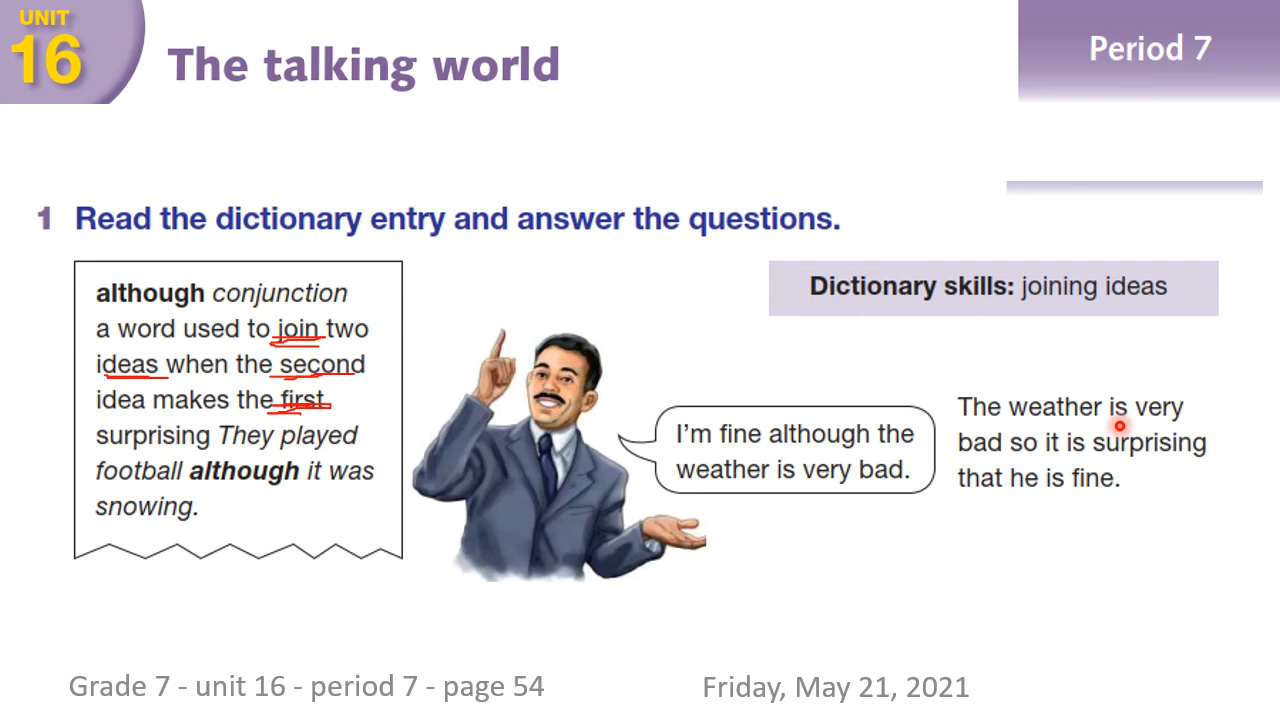 UNIT
16
The talking world
Period 7
1 Read the dictionary entry and answer the questions.
although conjunction
a word used to join two
ideas when the second
idea makes the first
surprising They played
football although it was
snowing.
Dictionary skills: joining ideas
I'm fine although the
weather is very bad.
The weather is very
bad so it is surprising
that he is fine.
Grade 7 - unit 16 - period 7 - page 54
Friday, May 21, 2021